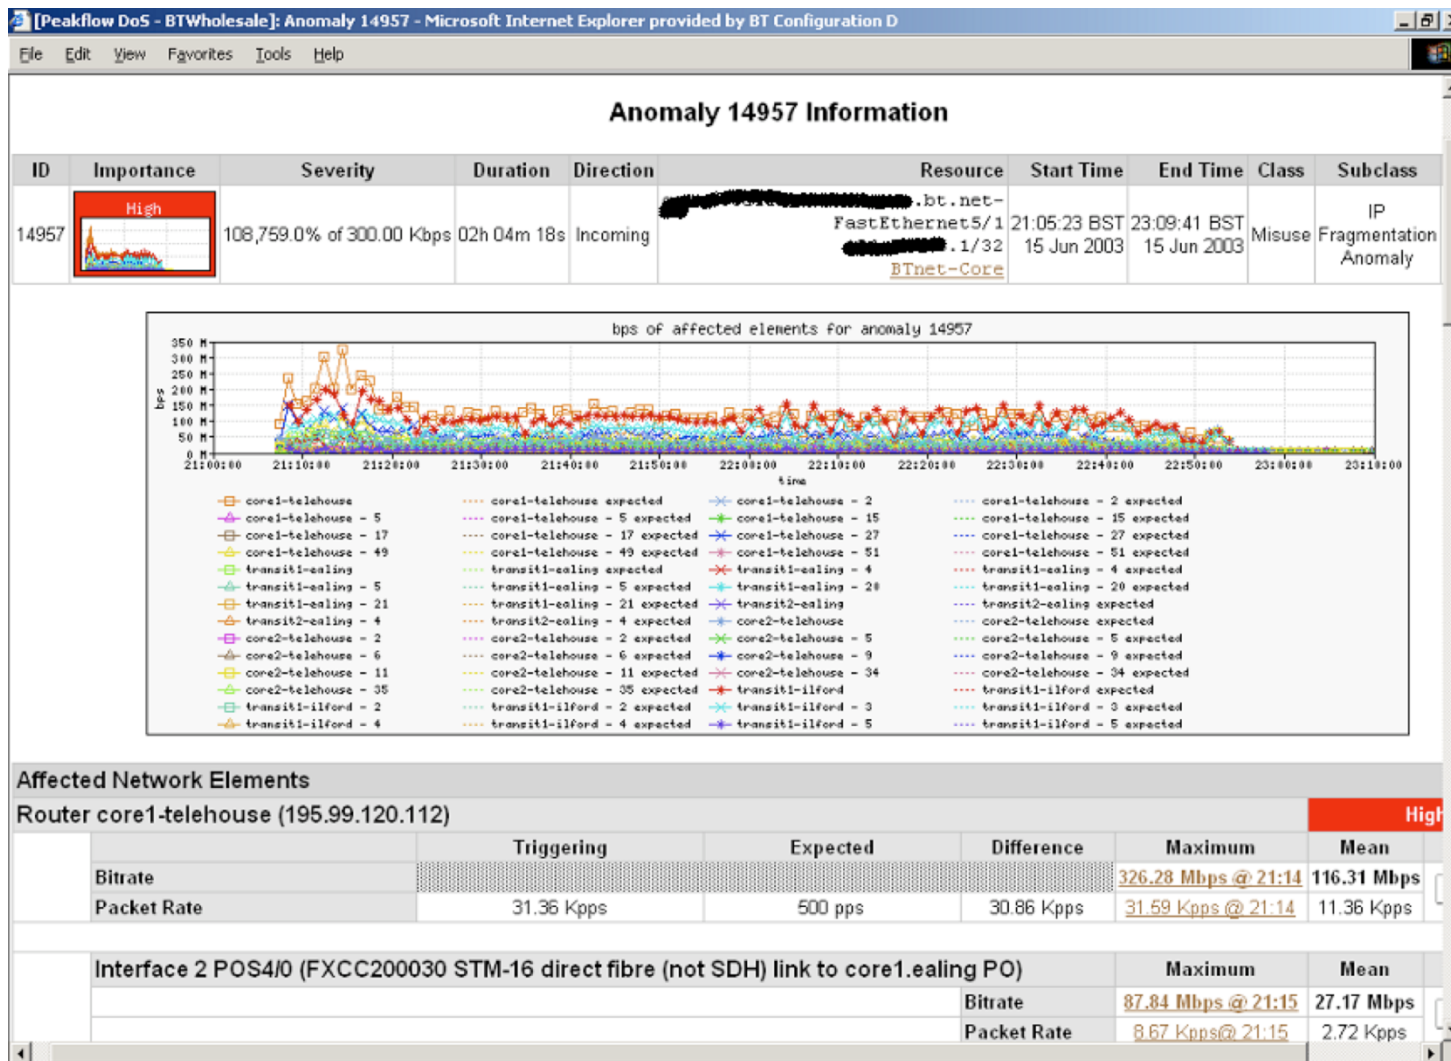 [Peakflow DoS - BTWholesale]: Anomaly 14957 - Microsoft Internet Explorer provided by BT Configuration D
File Edit View Favorites Tools Help
Anomaly 14957 Information
ID Importance Severity Duration Direction Resource Start Time End Time Class Subclass
14957 High 108,759.0% of 300.00 Kbps 02h 04m 18s Incoming .bt.net-
FastEthernet5/1
.1/32
BTnet-Core
21:05:23 BST
15 Jun 2003
23:09:41 BST
15 Jun 2003
Misuse
IP
Fragmentation
Anomaly
bps of affected elements for anomaly 14957
bps
350 M
300 M
250 M
200 M
150 M
100 M
50 M
0 M
21:00:00 21:10:00 21:20:00 21:30:00 21:40:00 21:50:00 22:00:00 22:10:00 22:20:00 22:30:00 22:40:00 22:50:00 23:00:00 23:10:00
time
core1-telehouse core1-telehouse expected core1-telehouse - 2 core1-telehouse - 2 expected
core1-telehouse - 5 core1-telehouse - 5 expected core1-telehouse - 15 core1-telehouse - 15 expected
core1-telehouse - 17 core1-telehouse - 17 expected core1-telehouse - 27 core1-telehouse - 27 expected
core1-telehouse - 49 core1-telehouse - 49 expected core1-telehouse - 51 core1-telehouse - 51 expected
transit1-ealing transit1-ealing expected transit1-ealing - 4 transit1-ealing - 4 expected
transit1-ealing - 5 transit1-ealing - 5 expected transit1-ealing - 20 transit1-ealing - 20 expected
transit1-ealing - 21 transit1-ealing - 21 expected transit2-ealing transit2-ealing expected
transit2-ealing - 4 transit2-ealing - 4 expected core2-telehouse core2-telehouse expected
core2-telehouse - 2 core2-telehouse - 2 expected core2-telehouse - 5 core2-telehouse - 5 expected
core2-telehouse - 6 core2-telehouse - 6 expected core2-telehouse - 9 core2-telehouse - 9 expected
core2-telehouse - 11 core2-telehouse - 11 expected core2-telehouse - 34 core2-telehouse - 34 expected
core2-telehouse - 35 core2-telehouse - 35 expected transit1-ilford transit1-ilford expected
transit1-ilford - 2 transit1-ilford - 2 expected transit1-ilford - 3 transit1-ilford - 3 expected
transit1-ilford - 4 transit1-ilford - 4 expected transit1-ilford - 5 transit1-ilford - 5 expected
Affected Network Elements
Router core1-telehouse (195.99.120.112) High
Triggering Expected Difference Maximum Mean
Bitrate 326.28 Mbps @ 21:14 116.31 Mbps
Packet Rate 31.36 Kpps 500 pps 30.86 Kpps 31.59 Kpps @ 21:14 11.36 Kpps
Interface 2 POS4/0 (FXCC200030 STM-16 direct fibre (not SDH) link to core1.ealing PO) Maximum Mean
Bitrate 87.84 Mbps @ 21:15 27.17 Mbps
Packet Rate 8.67 Kpps@ 21:15 2.72 Kpps